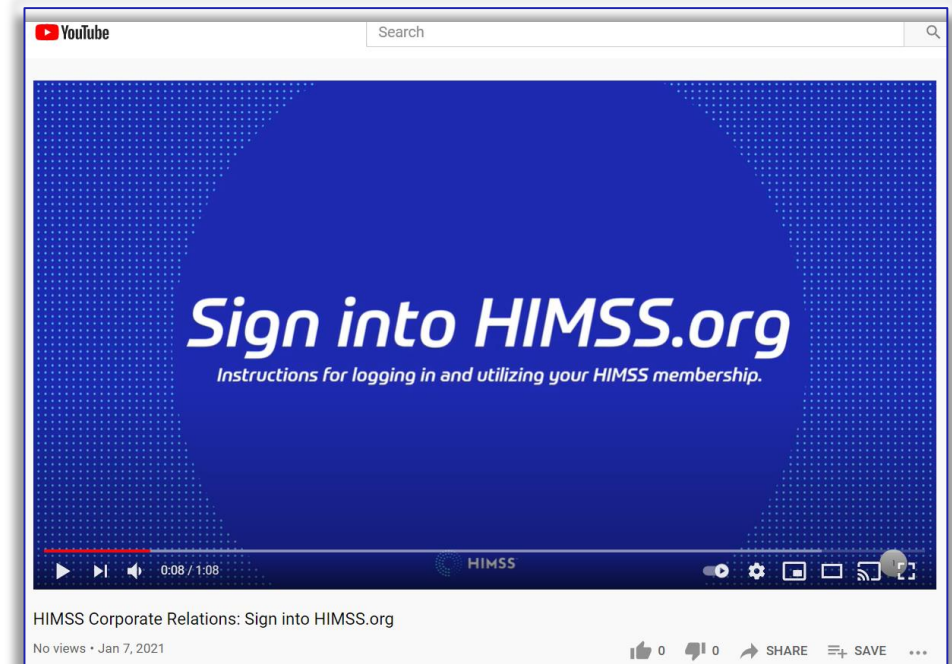 YouTube
Search
Sign into HIMSS.org
Instructions for logging in and utilizing your HIMSS membership.
0:08 / 1:08
HIMSS
HIMSS Corporate Relations: Sign into HIMSS.org
No views • Jan 7, 2021
0 0 SHARE SAVE